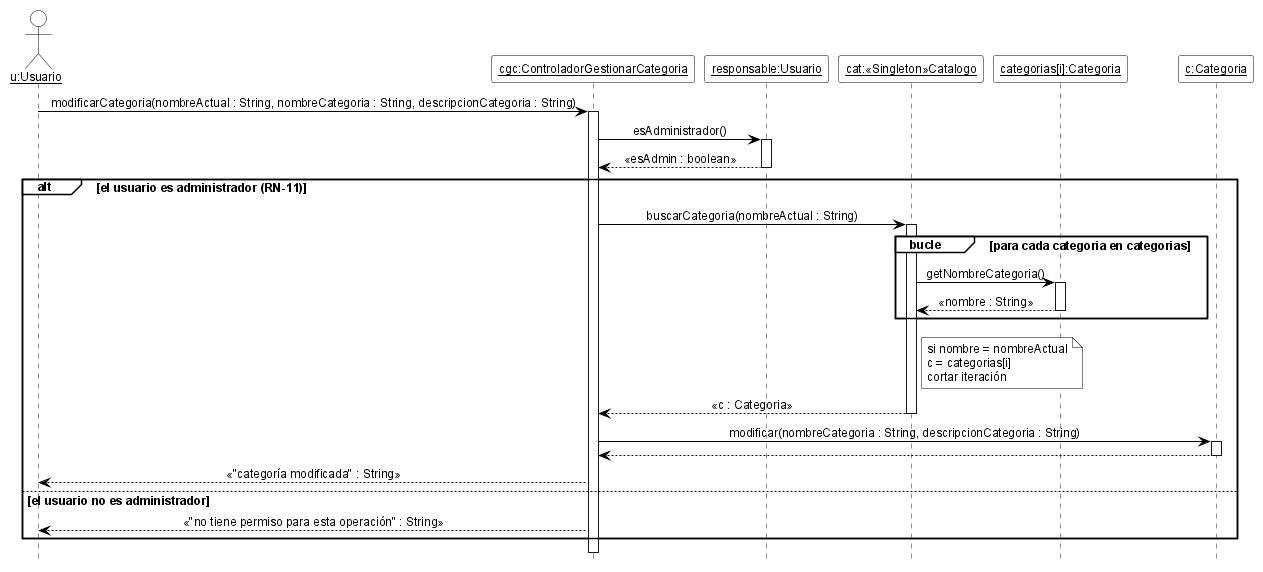 u:Usuario
cgc:ControladorGestionarCategoria
responsable:Usuario
cat:«Singleton»Catalogo
categorias[i]:Categoria
c:Categoria
modificarCategoria(nombreActual : String, nombreCategoria : String, descripcionCategoria : String)
esAdministrador()
«esAdmin : boolean»
alt
[el usuario es administrador (RN-11)]
buscarCategoria(nombreActual : String)
bucle
[para cada categoria en categorias]
getNombreCategoria()
«nombre : String»
si nombre = nombreActual
c = categorias[i]
cortar iteración
«c : Categoria»
modificar(nombreCategoria : String, descripcionCategoria : String)
«"categoría modificada" : String»
[el usuario no es administrador]
«"no tiene permiso para esta operación" : String»